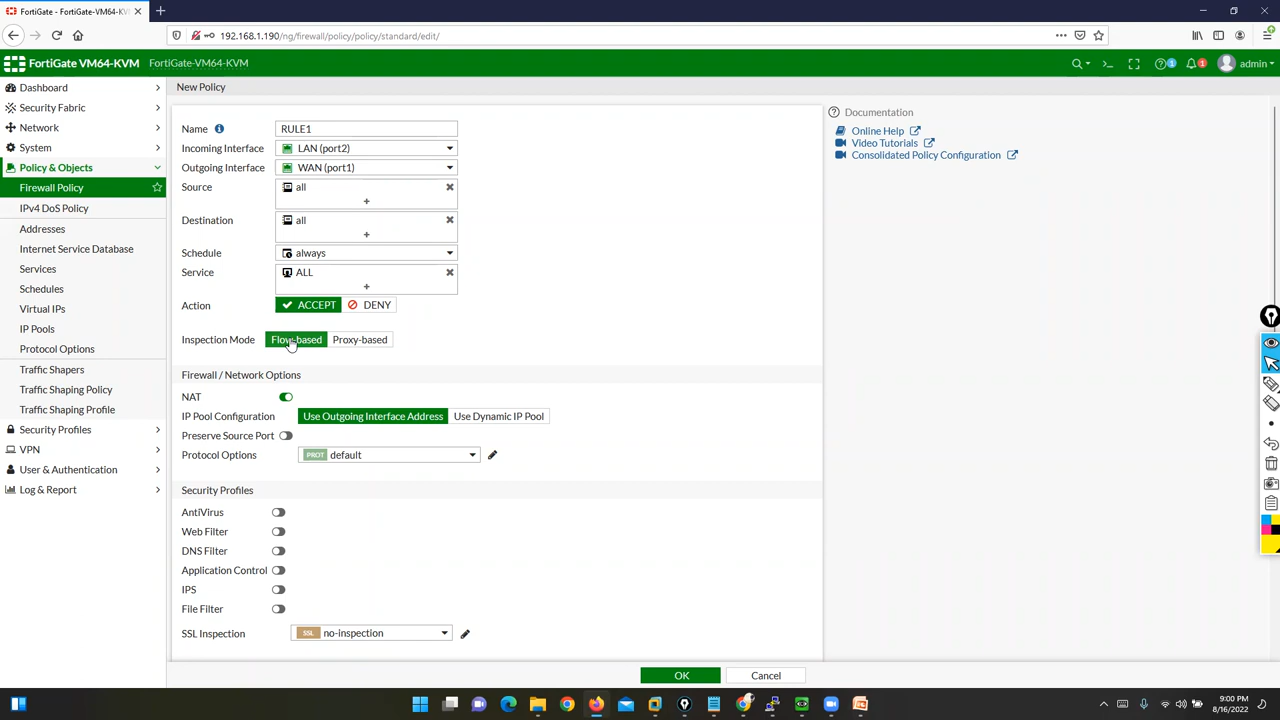 FortiGate - FortiGate-VM64-KV
192.168.1.190/ng/firewall/policy/policy/standard/edit/
FortiGate VM64-KVM
FortiGate-VM64-KVM
1
1
admin
Dashboard
Security Fabric
Network
System
Policy & Objects
Firewall Policy
IPv4 DoS Policy
Addresses
Internet Service Database
Services
Schedules
Virtual IPs
IP Pools
Protocol Options
Traffic Shapers
Traffic Shaping Policy
Traffic Shaping Profile
Security Profiles
VPN
User & Authentication
Log & Report
New Policy
Name RULE1
Incoming Interface LAN (port2)
Outgoing Interface WAN (port1)
Source all
+
Destination all
+
Schedule always
Service ALL
+
Action ACCEPT DENY
Inspection Mode Flow-based Proxy-based
Firewall / Network Options
NAT
IP Pool Configuration Use Outgoing Interface Address Use Dynamic IP Pool
Preserve Source Port
Protocol Options PROT default
Security Profiles
AntiVirus
Web Filter
DNS Filter
Application Control
IPS
File Filter
SSL Inspection SSL no-inspection
OK Cancel
Documentation
Online Help
Video Tutorials
Consolidated Policy Configuration
9:00 PM
8/16/2022